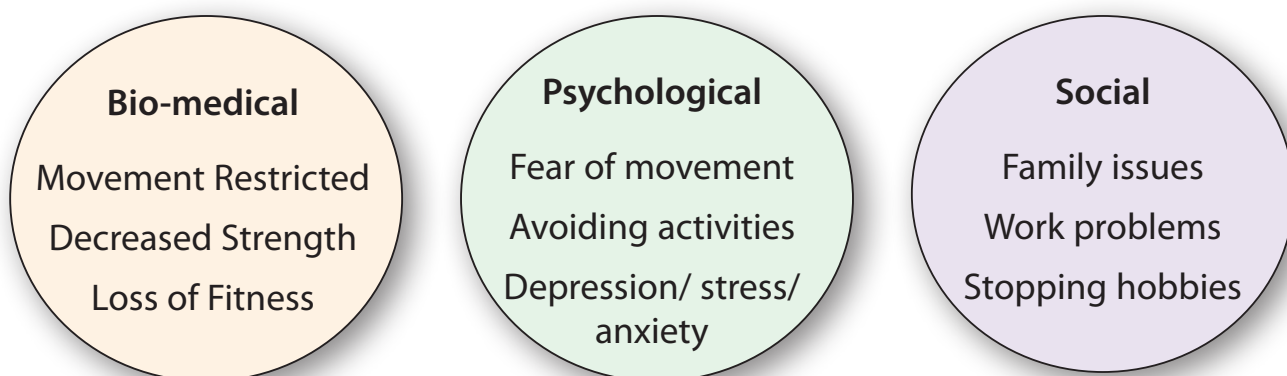 Bio-medical
Movement Restricted
Decreased Strength
Loss of Fitness
Psychological
Fear of movement
Avoiding activities
Depression/ stress/
anxiety
Social
Family issues
Work problems
Stopping hobbies